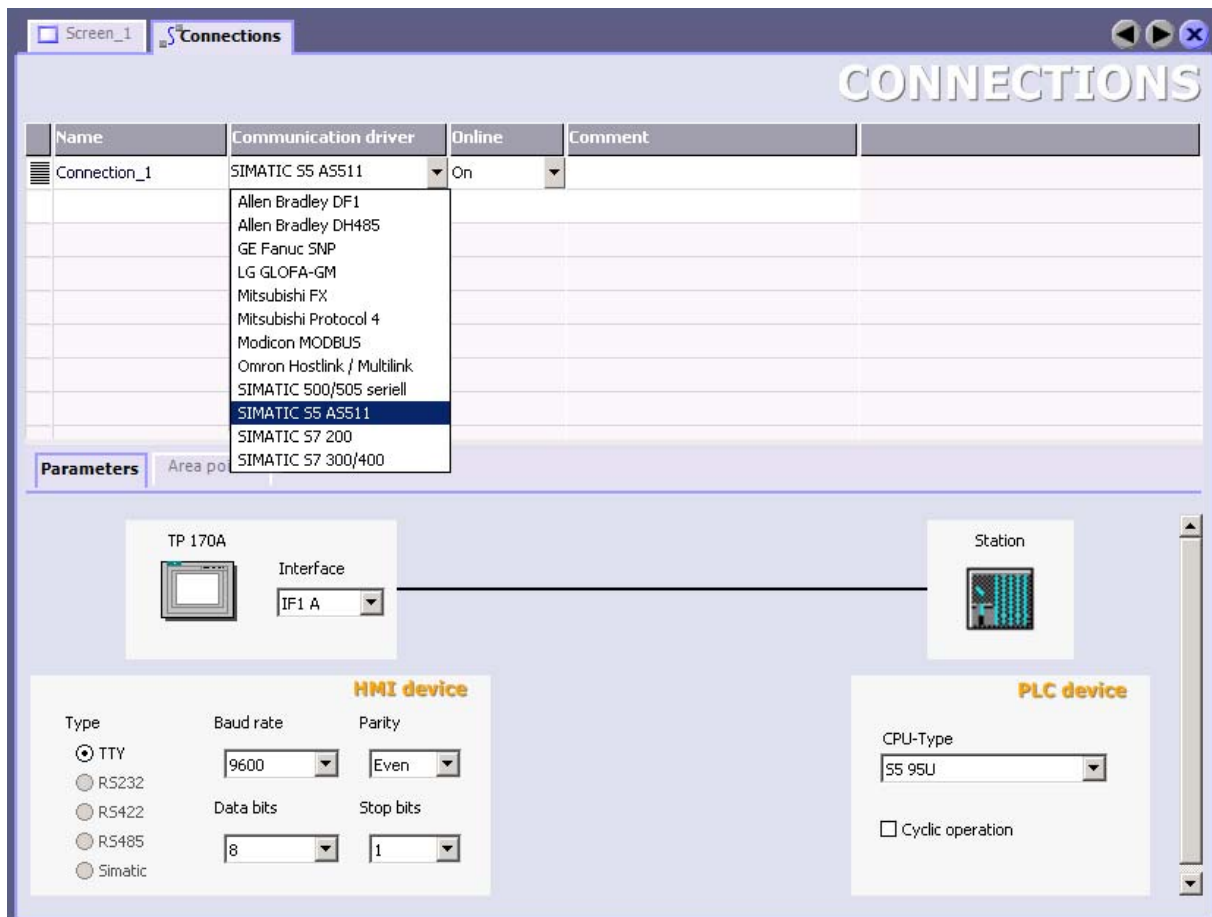 Screen_1
Connections
CONNECTIONS
Name Communication driver Online Comment
Connection_1 SIMATIC S5 AS511 On
Allen Bradley DF1
Allen Bradley DH485
GE Fanuc SNP
LG GLOFA-GM
Mitsubishi FX
Mitsubishi Protocol 4
Modicon MODBUS
Omron Hostlink / Multilink
SIMATIC 500/505 seriell
SIMATIC S5 AS511
SIMATIC S7 200
SIMATIC S7 300/400
Parameters Area
TP 170A
Interface
IF1 A
Station
HMI device
Type
TTY
RS232
RS422
RS485
Simatic
Baud rate Parity
9600 Even
Data bits Stop bits
8 1
PLC device
CPU-Type
S5 95U
Cyclic operation